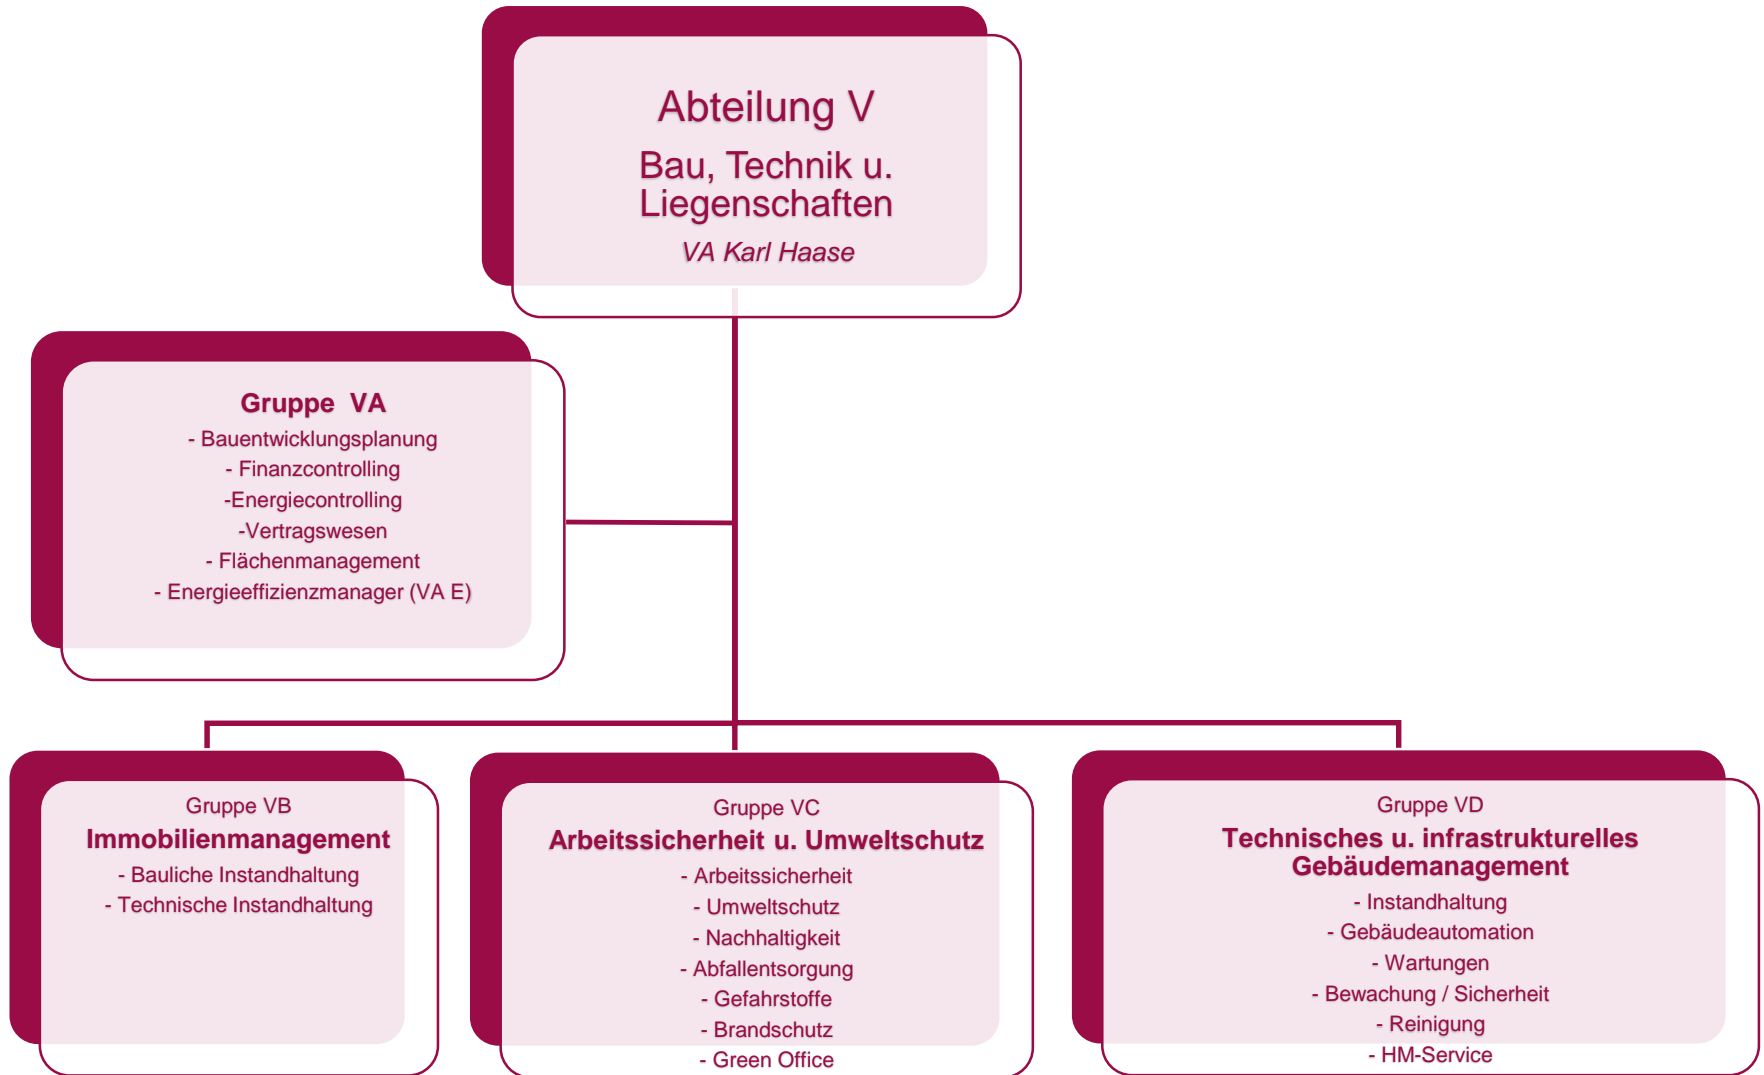 Abteilung V
Bau, Technik u.
Liegenschaften
VA Karl Haase
Gruppe VA
- Bauentwicklungsplanung
- Finanzcontrolling
-Energiecontrolling
-Vertragswesen
- Flächenmanagement
- Energieeffizienzmanager (VA E)
Gruppe VB
Immobilienmanagement
- Bauliche Instandhaltung
- Technische Instandhaltung
Gruppe VC
Arbeitssicherheit u. Umweltschutz
- Arbeitssicherheit
- Umweltschutz
- Nachhaltigkeit
- Abfallentsorgung
- Gefahrstoffe
- Brandschutz
- Green Office
Gruppe VD
Technisches u. infrastrukturelles
Gebäudemanagement
- Instandhaltung
- Gebäudeautomation
- Wartungen
- Bewachung / Sicherheit
- Reinigung
- HM-Service